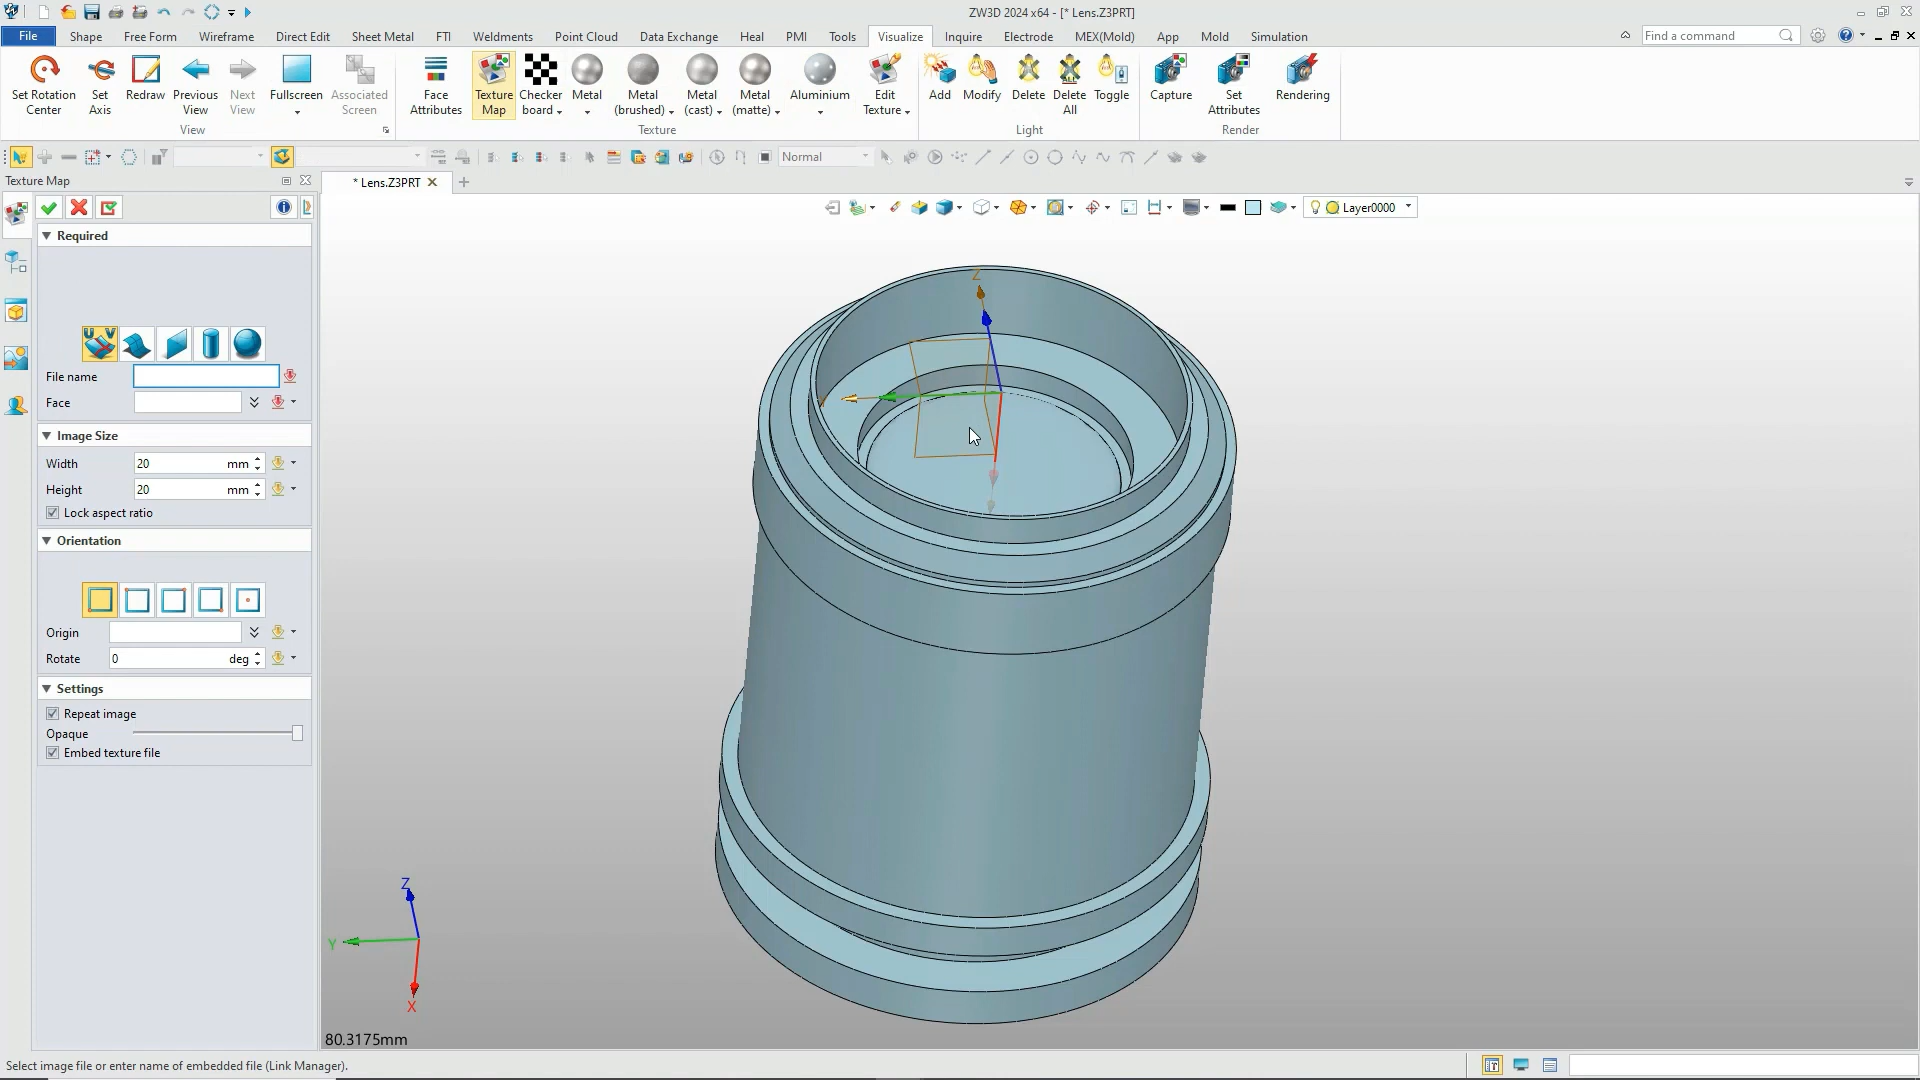 ZW3D 2024 x64 - [* Lens.Z3PRT]
File Shape Free Form Wireframe Direct Edit Sheet Metal FTI Weldments Point Cloud Data Exchange Heal PMI Tools Visualize Inquire Electrode MEX(Mold) App Mold Simulation Find a command
Set Rotation Center
Set Axis
Redraw
Previous View
Next View
Fullscreen
Associated Screen
Face Attributes
Texture Map
Checker board
Metal
Metal (brushed)
Metal (cast)
Metal (matte)
Aluminium
Edit Texture
Add
Modify
Delete
Delete All
Toggle
Capture
Set Attributes
Rendering
View Texture Light Render
Normal
Texture Map
* Lens.Z3PRT
Layer0000
Required
U V
File name
Face
Image Size
Width 20 mm
Height 20 mm
Lock aspect ratio
Orientation
Origin
Rotate 0 deg
Settings
Repeat image
Opaque
Embed texture file
Z
Z
Y
X
80.3175mm
Select image file or enter name of embedded file (Link Manager).